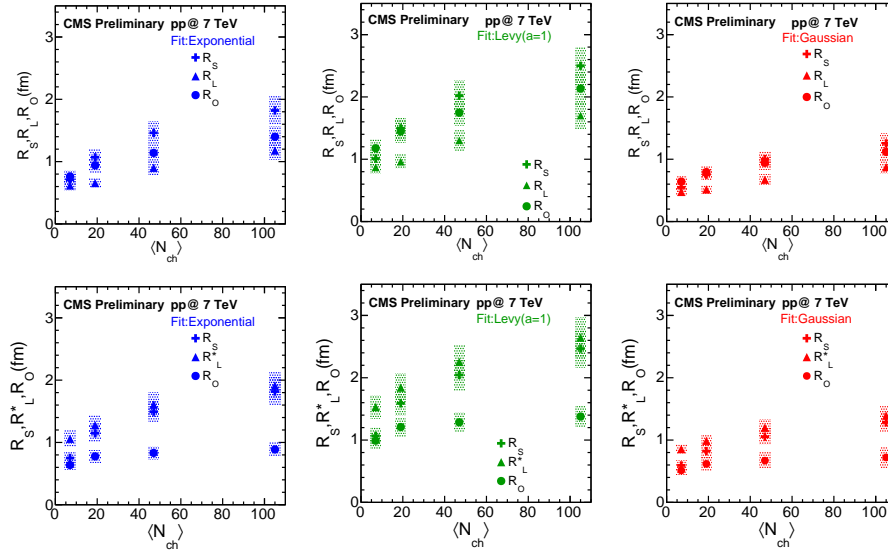 CMS Preliminary pp@ 7 TeV
Fit:Exponential
R_S
R_L
R_O
R_S,R_L,R_O(fm)
3
2
1
0
0 20 40 60 80 100
⟨N_ch⟩
CMS Preliminary pp@ 7 TeV
Fit:Levy(a=1)
R_S
R_L
R_O
R_S,R_L,R_O(fm)
3
2
1
0
0 20 40 60 80 100
⟨N_ch⟩
CMS Preliminary pp@ 7 TeV
Fit:Gaussian
R_S
R_L
R_O
R_S,R_L,R_O(fm)
3
2
1
0
0 20 40 60 80 100
⟨N_ch⟩
CMS Preliminary pp@ 7 TeV
Fit:Exponential
R_S
R*_L
R_O
R_S,R*_L,R_O(fm)
3
2
1
0
0 20 40 60 80 100
⟨N_ch⟩
CMS Preliminary pp@ 7 TeV
Fit:Levy(a=1)
R_S
R*_L
R_O
R_S,R*_L,R_O(fm)
3
2
1
0
0 20 40 60 80 100
⟨N_ch⟩
CMS Preliminary pp@ 7 TeV
Fit:Gaussian
R_S
R*_L
R_O
R_S,R*_L,R_O(fm)
3
2
1
0
0 20 40 60 80 100
⟨N_ch⟩